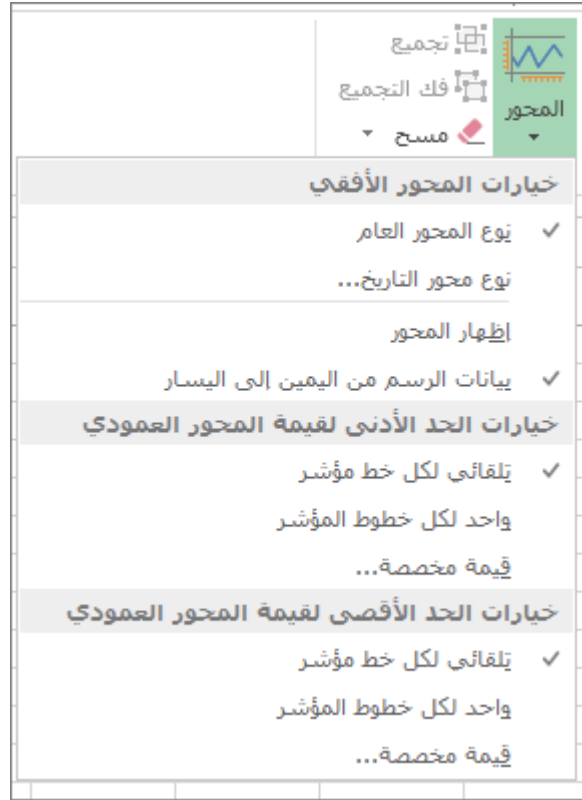 تجميع
فك التجميع
مسح
المحور
خيارات المحور الأفقي
نوع المحور العام
نوع محور التاريخ...
إظهار المحور
بيانات الرسم من اليمين إلى اليسار
خيارات الحد الأدنى لقيمة المحور العمودي
تلقائي لكل خط مؤشر
واحد لكل خطوط المؤشر
قيمة مخصصة...
خيارات الحد الأقصى لقيمة المحور العمودي
تلقائي لكل خط مؤشر
واحد لكل خطوط المؤشر
قيمة مخصصة...